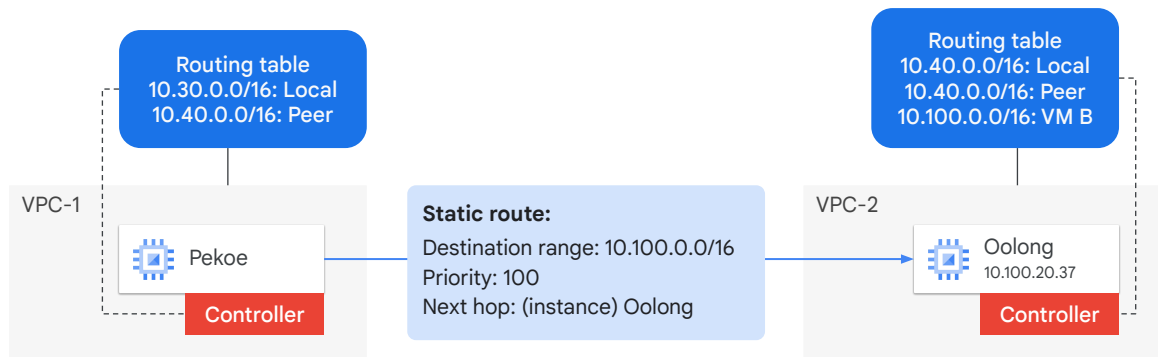 Routing table
10.30.0.0/16: Local
10.40.0.0/16: Peer
Routing table
10.40.0.0/16: Local
10.40.0.0/16: Peer
10.100.0.0/16: VM B
VPC-1
Pekoe
Controller
Static route:
Destination range: 10.100.0.0/16
Priority: 100
Next hop: (instance) Oolong
VPC-2
Oolong
10.100.20.37
Controller